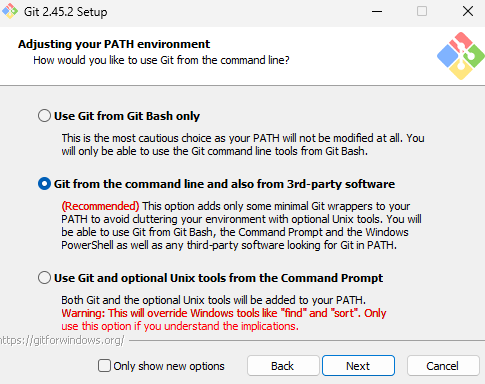 Git 2.45.2 Setup
Adjusting your PATH environment
How would you like to use Git from the command line?
Use Git from Git Bash only
This is the most cautious choice as your PATH will not be modified at all. You
will only be able to use the Git command line tools from Git Bash.
Git from the command line and also from 3rd-party software
(Recommended) This option adds only some minimal Git wrappers to your
PATH to avoid cluttering your environment with optional Unix tools. You will
be able to use Git from Git Bash, the Command Prompt and the Windows
PowerShell as well as any third-party software looking for Git in PATH.
Use Git and optional Unix tools from the Command Prompt
Both Git and the optional Unix tools will be added to your PATH.
Warning: This will override Windows tools like "find" and "sort". Only
use this option if you understand the implications.
https://gitforwindows.org/
Only show new options
Back
Next
Cancel